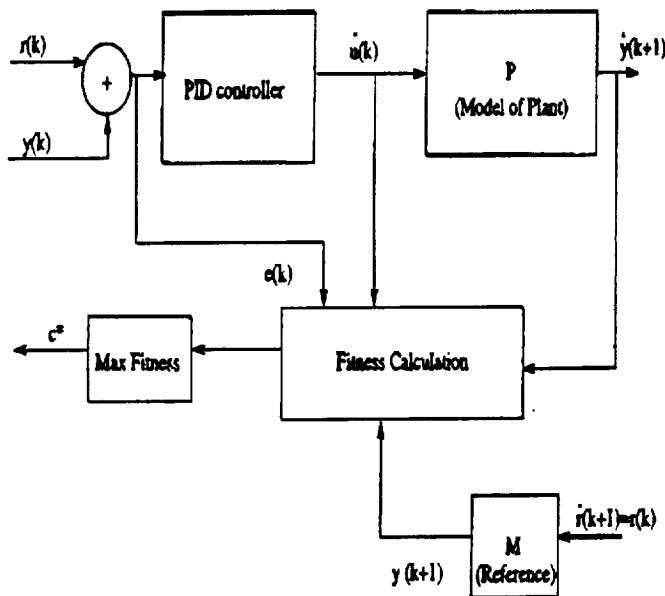 r(k)
+
y(k)
PID controller
u̇(k)
P
(Model of Plant)
ẏ(k+1)
e(k)
c*
Max Fitness
Fitness Calculation
ṙ(k+1)=r(k)
M
(Reference)
y (k+1)